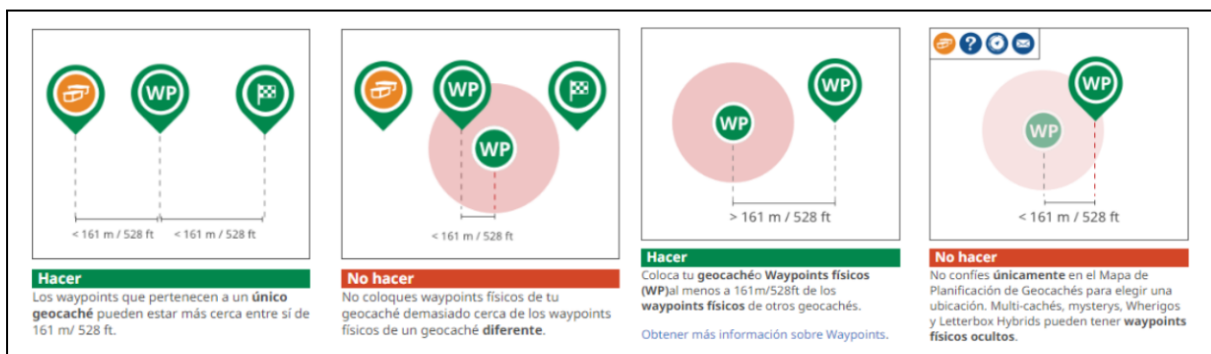 WP
< 161 m / 528 ft
< 161 m / 528 ft
Hacer
Los waypoints que pertenecen a un único
geocaché pueden estar más cerca entre sí de
161 m/ 528 ft.
WP
WP
< 161 m / 528 ft
No hacer
No coloques waypoints físicos de tu
geocaché demasiado cerca de los waypoints
físicos de un geocaché diferente.
WP
WP
> 161 m / 528 ft
Hacer
Coloca tu geocachéo Waypoints físicos
(WP)al menos a 161m/528ft de los
waypoints físicos de otros geocachés.
Obtener más información sobre Waypoints.
?
WP
WP
< 161 m / 528 ft
No hacer
No confíes únicamente en el Mapa de
Planificación de Geocachés para elegir una
ubicación. Multi-cachés, mysterys, Wherigos
y Letterbox Hybrids pueden tener waypoints
físicos ocultos.